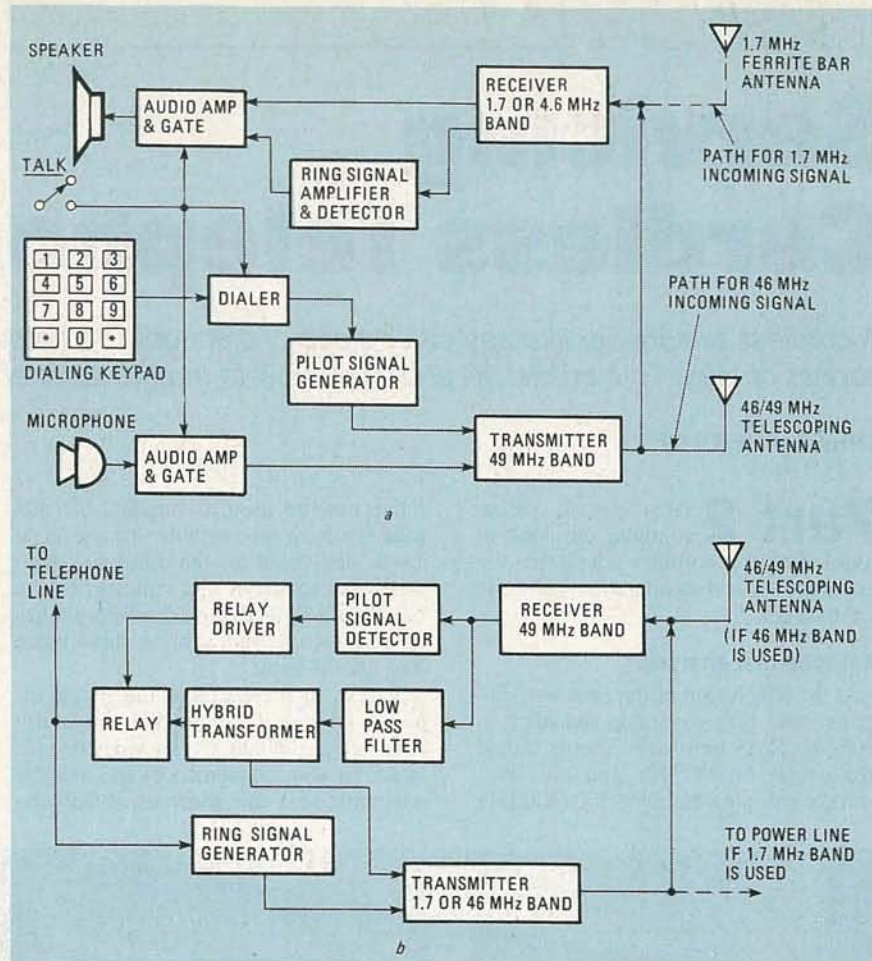 SPEAKER
AUDIO AMP
& GATE
RECEIVER
1.7 OR 4.6 MHz
BAND
1.7 MHz
FERRITE BAR
ANTENNA
PATH FOR 1.7 MHz
INCOMING SIGNAL
TALK
RING SIGNAL
AMPLIFIER
& DETECTOR
1 2 3
4 5 6
7 8 9
• 0 •
DIALING KEYPAD
DIALER
PILOT SIGNAL
GENERATOR
PATH FOR 46 MHz
INCOMING SIGNAL
MICROPHONE
AUDIO AMP
& GATE
TRANSMITTER
49 MHz BAND
46/49 MHz
TELESCOPING
ANTENNA
a
TO
TELEPHONE
LINE
RELAY
DRIVER
PILOT
SIGNAL
DETECTOR
RECEIVER
49 MHz BAND
46/49 MHz
TELESCOPING
ANTENNA
(IF 46 MHz BAND
IS USED)
RELAY
HYBRID
TRANSFORMER
LOW
PASS
FILTER
RING SIGNAL
GENERATOR
TRANSMITTER
1.7 OR 46 MHz BAND
TO POWER LINE
IF 1.7 MHz BAND
IS USED
b